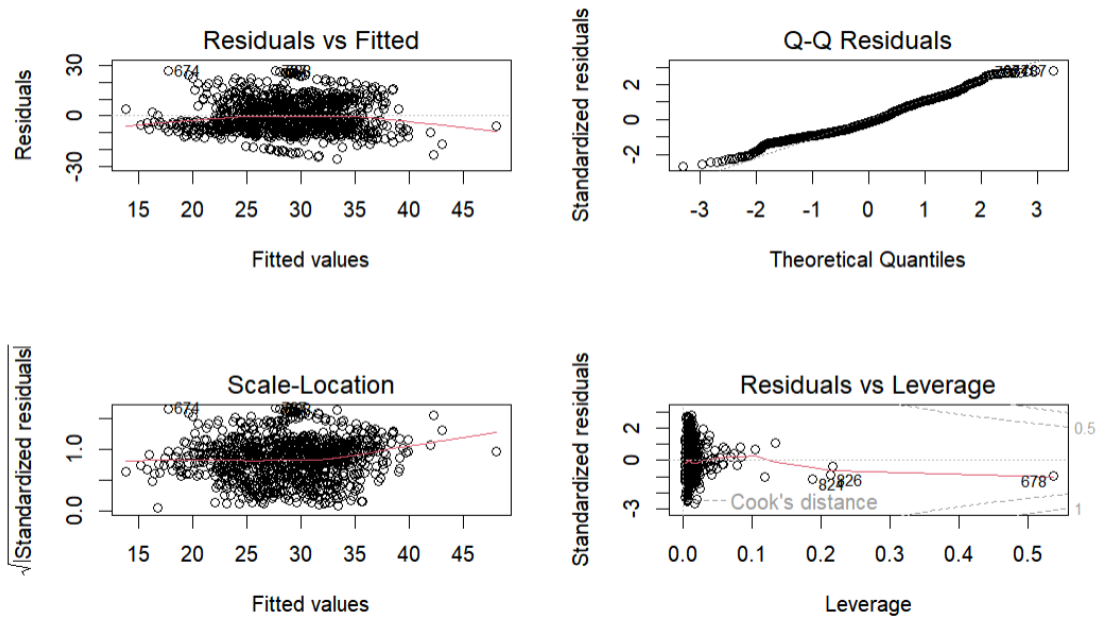 Residuals vs Fitted
Residuals
30
0
-30
674
15 20 25 30 35 40 45
Fitted values
Q-Q Residuals
Standardized residuals
2
0
-2
-3 -2 -1 0 1 2 3
Theoretical Quantiles
Scale-Location
√|Standardized residuals|
1.0
0.0
674
15 20 25 30 35 40 45
Fitted values
Residuals vs Leverage
Standardized residuals
2
0
-3
0.5
1
824
826
678
Cook's distance
0.0 0.1 0.2 0.3 0.4 0.5
Leverage